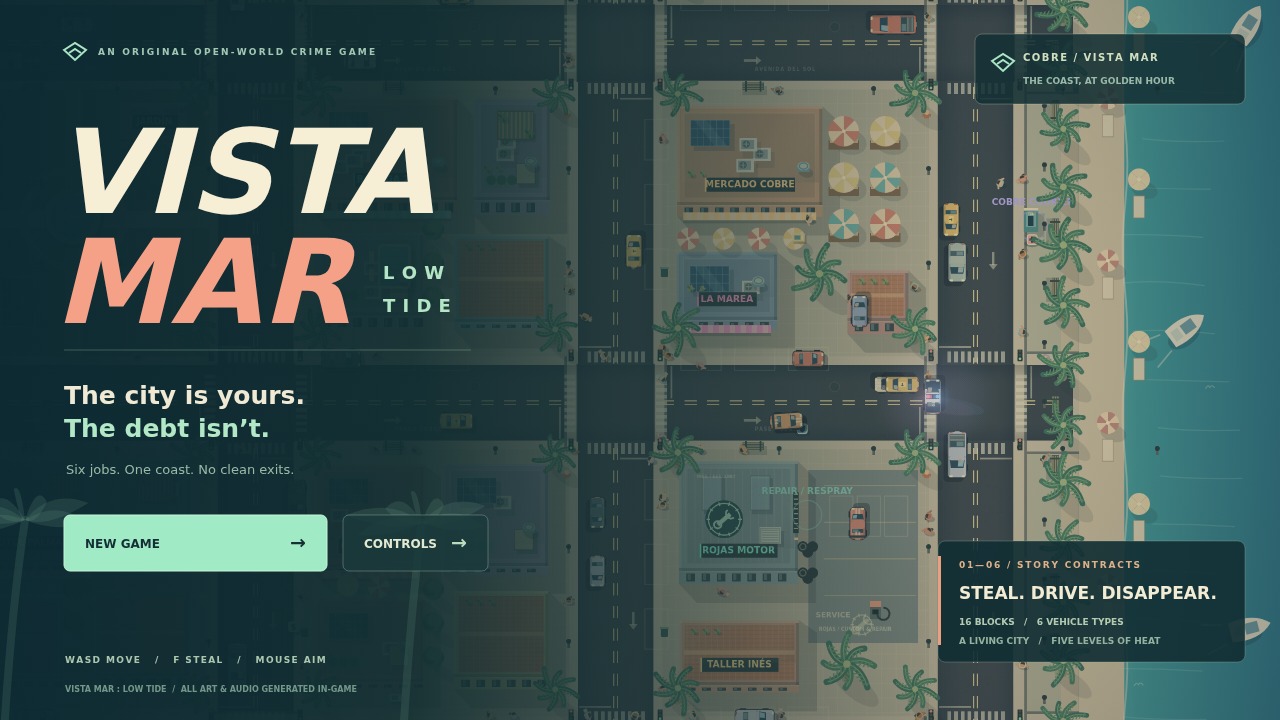 AN ORIGINAL OPEN-WORLD CRIME GAME
VISTA
MAR
LOW
TIDE
The city is yours.
The debt isn’t.
Six jobs. One coast. No clean exits.
NEW GAME →
CONTROLS →
WASD MOVE / F STEAL / MOUSE AIM
VISTA MAR : LOW TIDE / ALL ART & AUDIO GENERATED IN-GAME
AVENIDA DEL SOL
MERCADO COBRE
LA MAREA
REPAIR / RESPRAY
ROJAS MOTOR
SERVICE
TALLER INÉS
COBRE / VISTA MAR
THE COAST, AT GOLDEN HOUR
01—06 / STORY CONTRACTS
STEAL. DRIVE. DISAPPEAR.
16 BLOCKS / 6 VEHICLE TYPES
A LIVING CITY / FIVE LEVELS OF HEAT